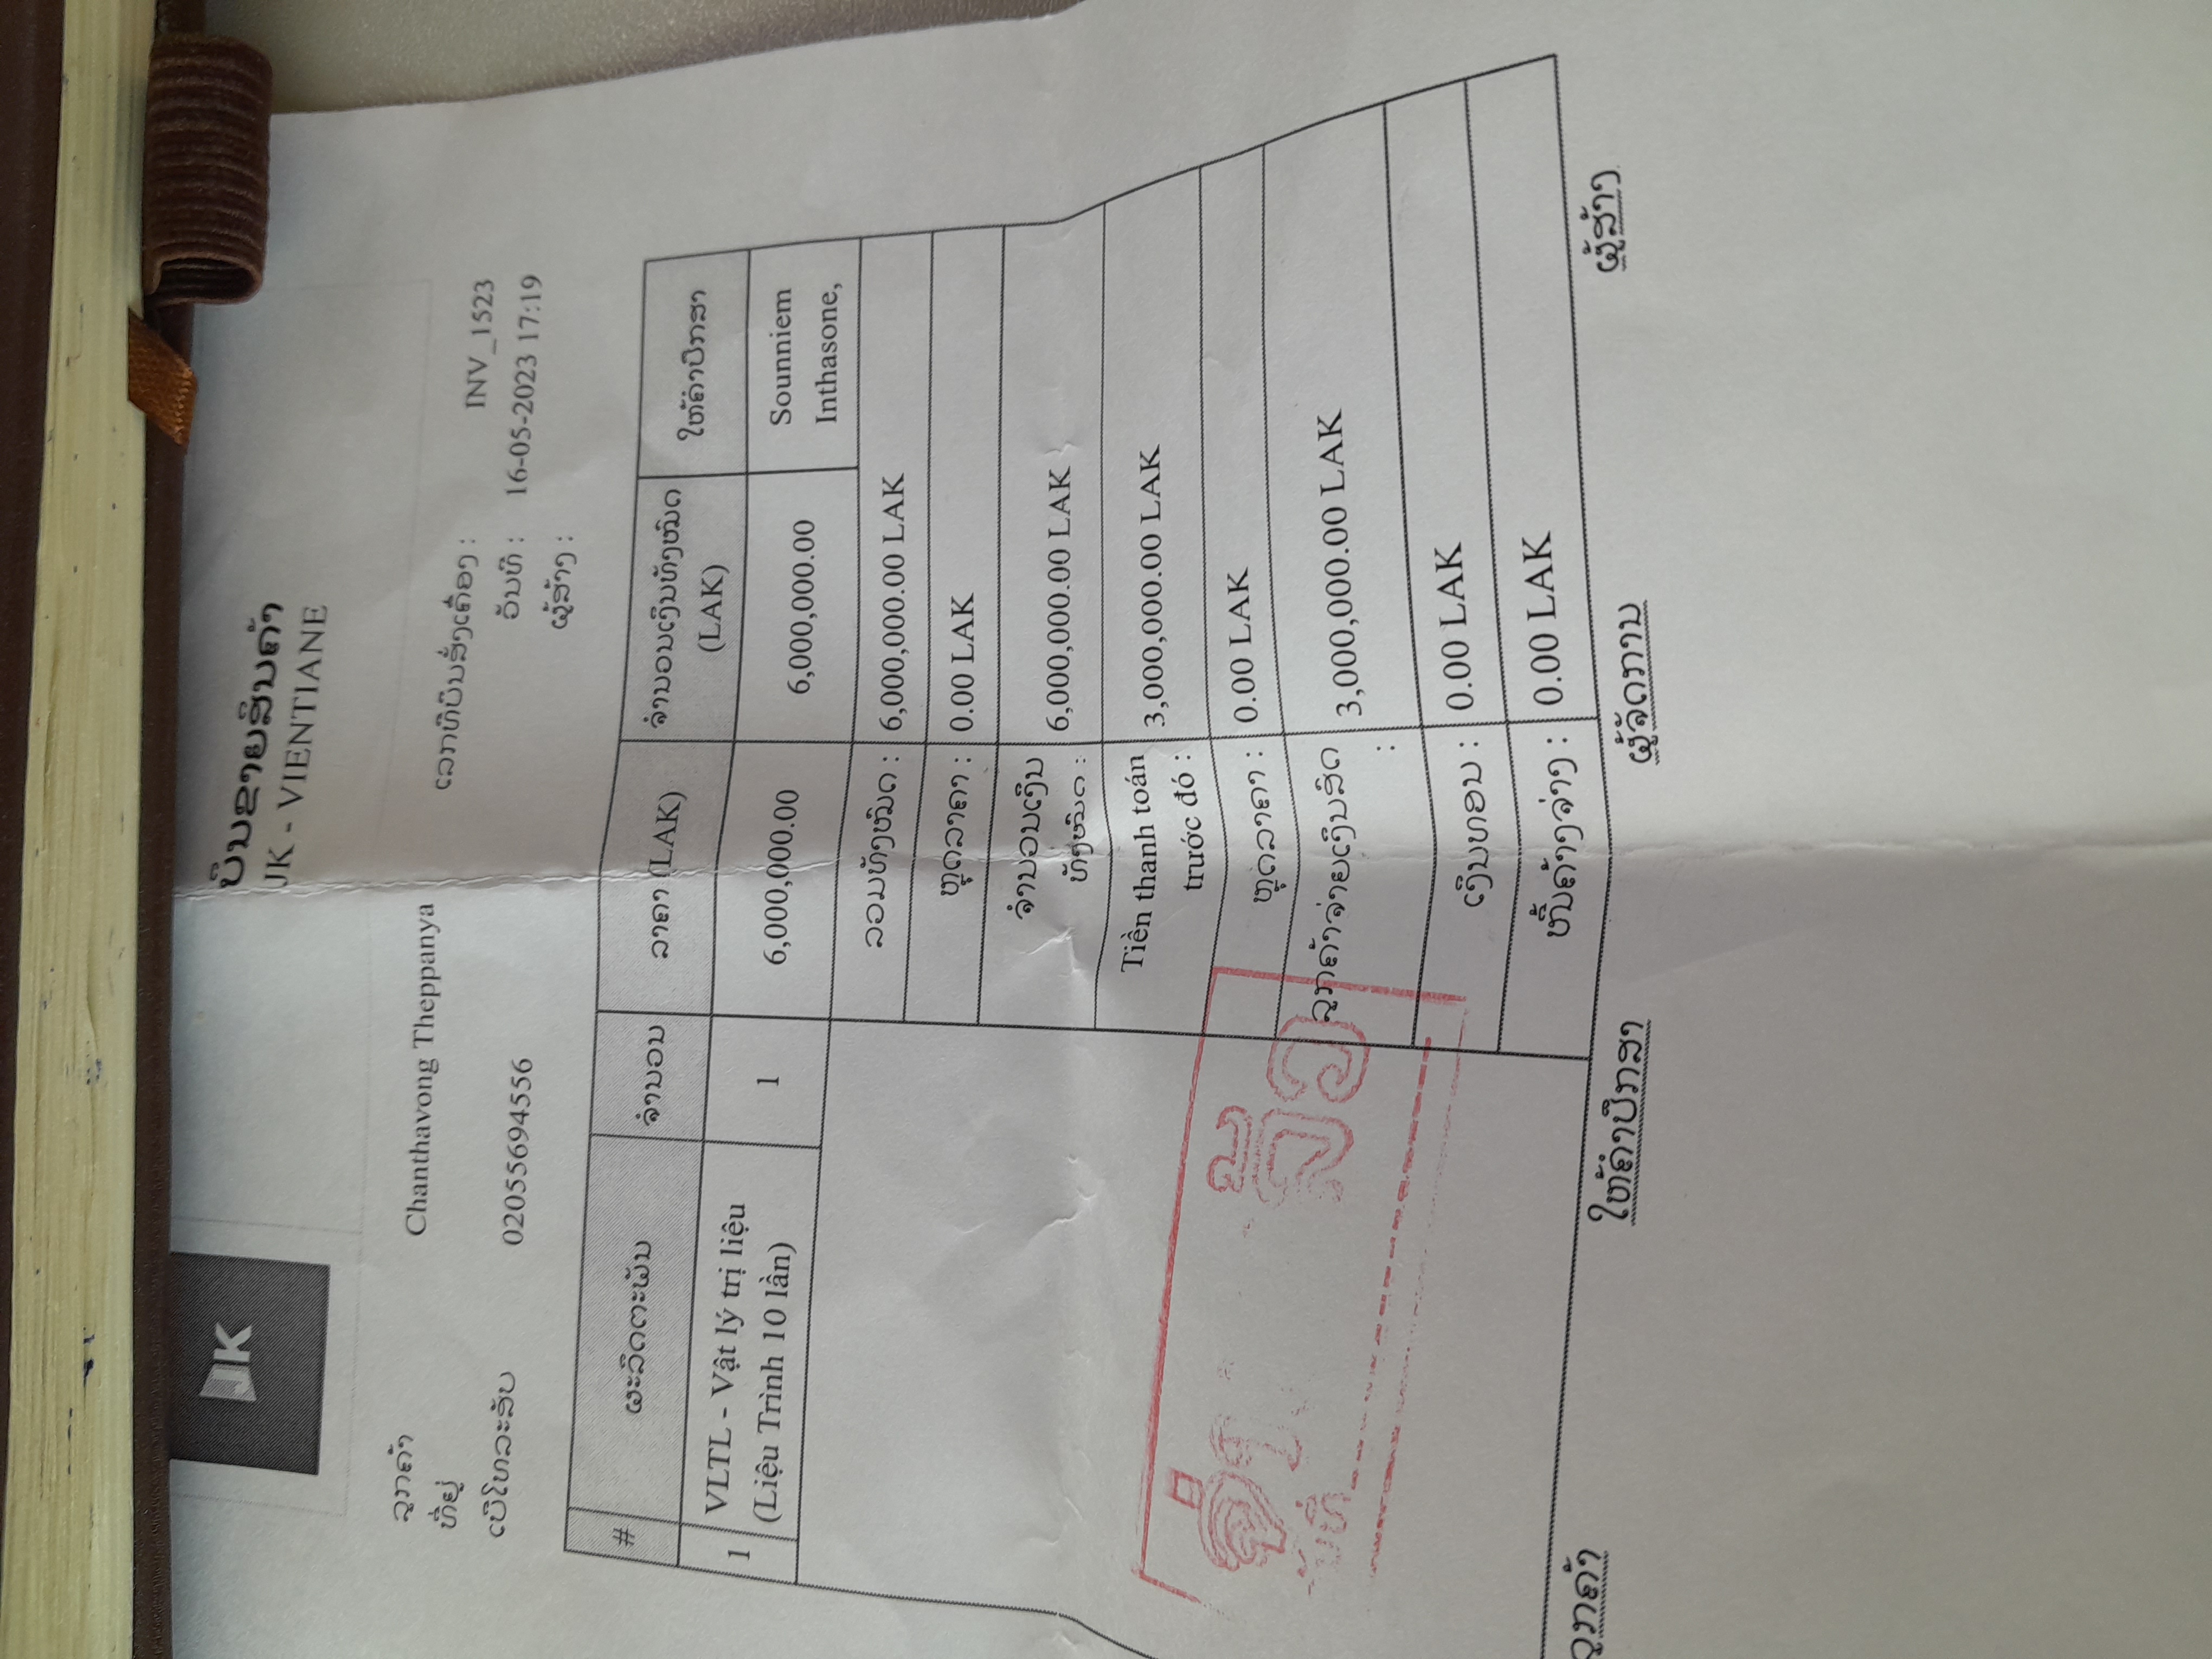 JK
ບິນຂາຍສິນຄ້າ
JK - VIENTIANE
ລູກຄ້າ
Chanthavong Theppanya
ທີ່ຢູ່
ເບີໂທລະສັບ
02055694556
ເລກທີບິນສັ່ງເຄື່ອງ : INV_1523
ວັນທີ : 16-05-2023 17:19
ຜູ້ສ້າງ :
# ຜະລິດຕະພັນ ຈຳນວນ ລາຄາ (LAK) ຈຳນວນເງິນທັງໝົດ (LAK) ໃຫ້ຄຳປຶກສາ
1 VLTL - Vật lý trị liệu 1 6,000,000.00 6,000,000.00 Sounniem
(Liệu Trình 10 lần) Inthasone,
ລວມທັງໝົດ : 6,000,000.00 LAK
ຫຼຸດລາຄາ : 0.00 LAK
ຈຳນວນເງິນ
ທັງໝົດ : 6,000,000.00 LAK
Tiền thanh toán
trước đó : 3,000,000.00 LAK
ຫຼຸດລາຄາ : 0.00 LAK
ລູກຄ້າຈ່າຍເງິນສົດ
: 3,000,000.00 LAK
ເງິນທອນ : 0.00 LAK
ໜີ້ຄ້າງຈ່າງ : 0.00 LAK
ລູກຄ້າ ໃຫ້ຄຳປຶກສາ ຜູ້ຈັດການ ຜູ້ສ້າງ